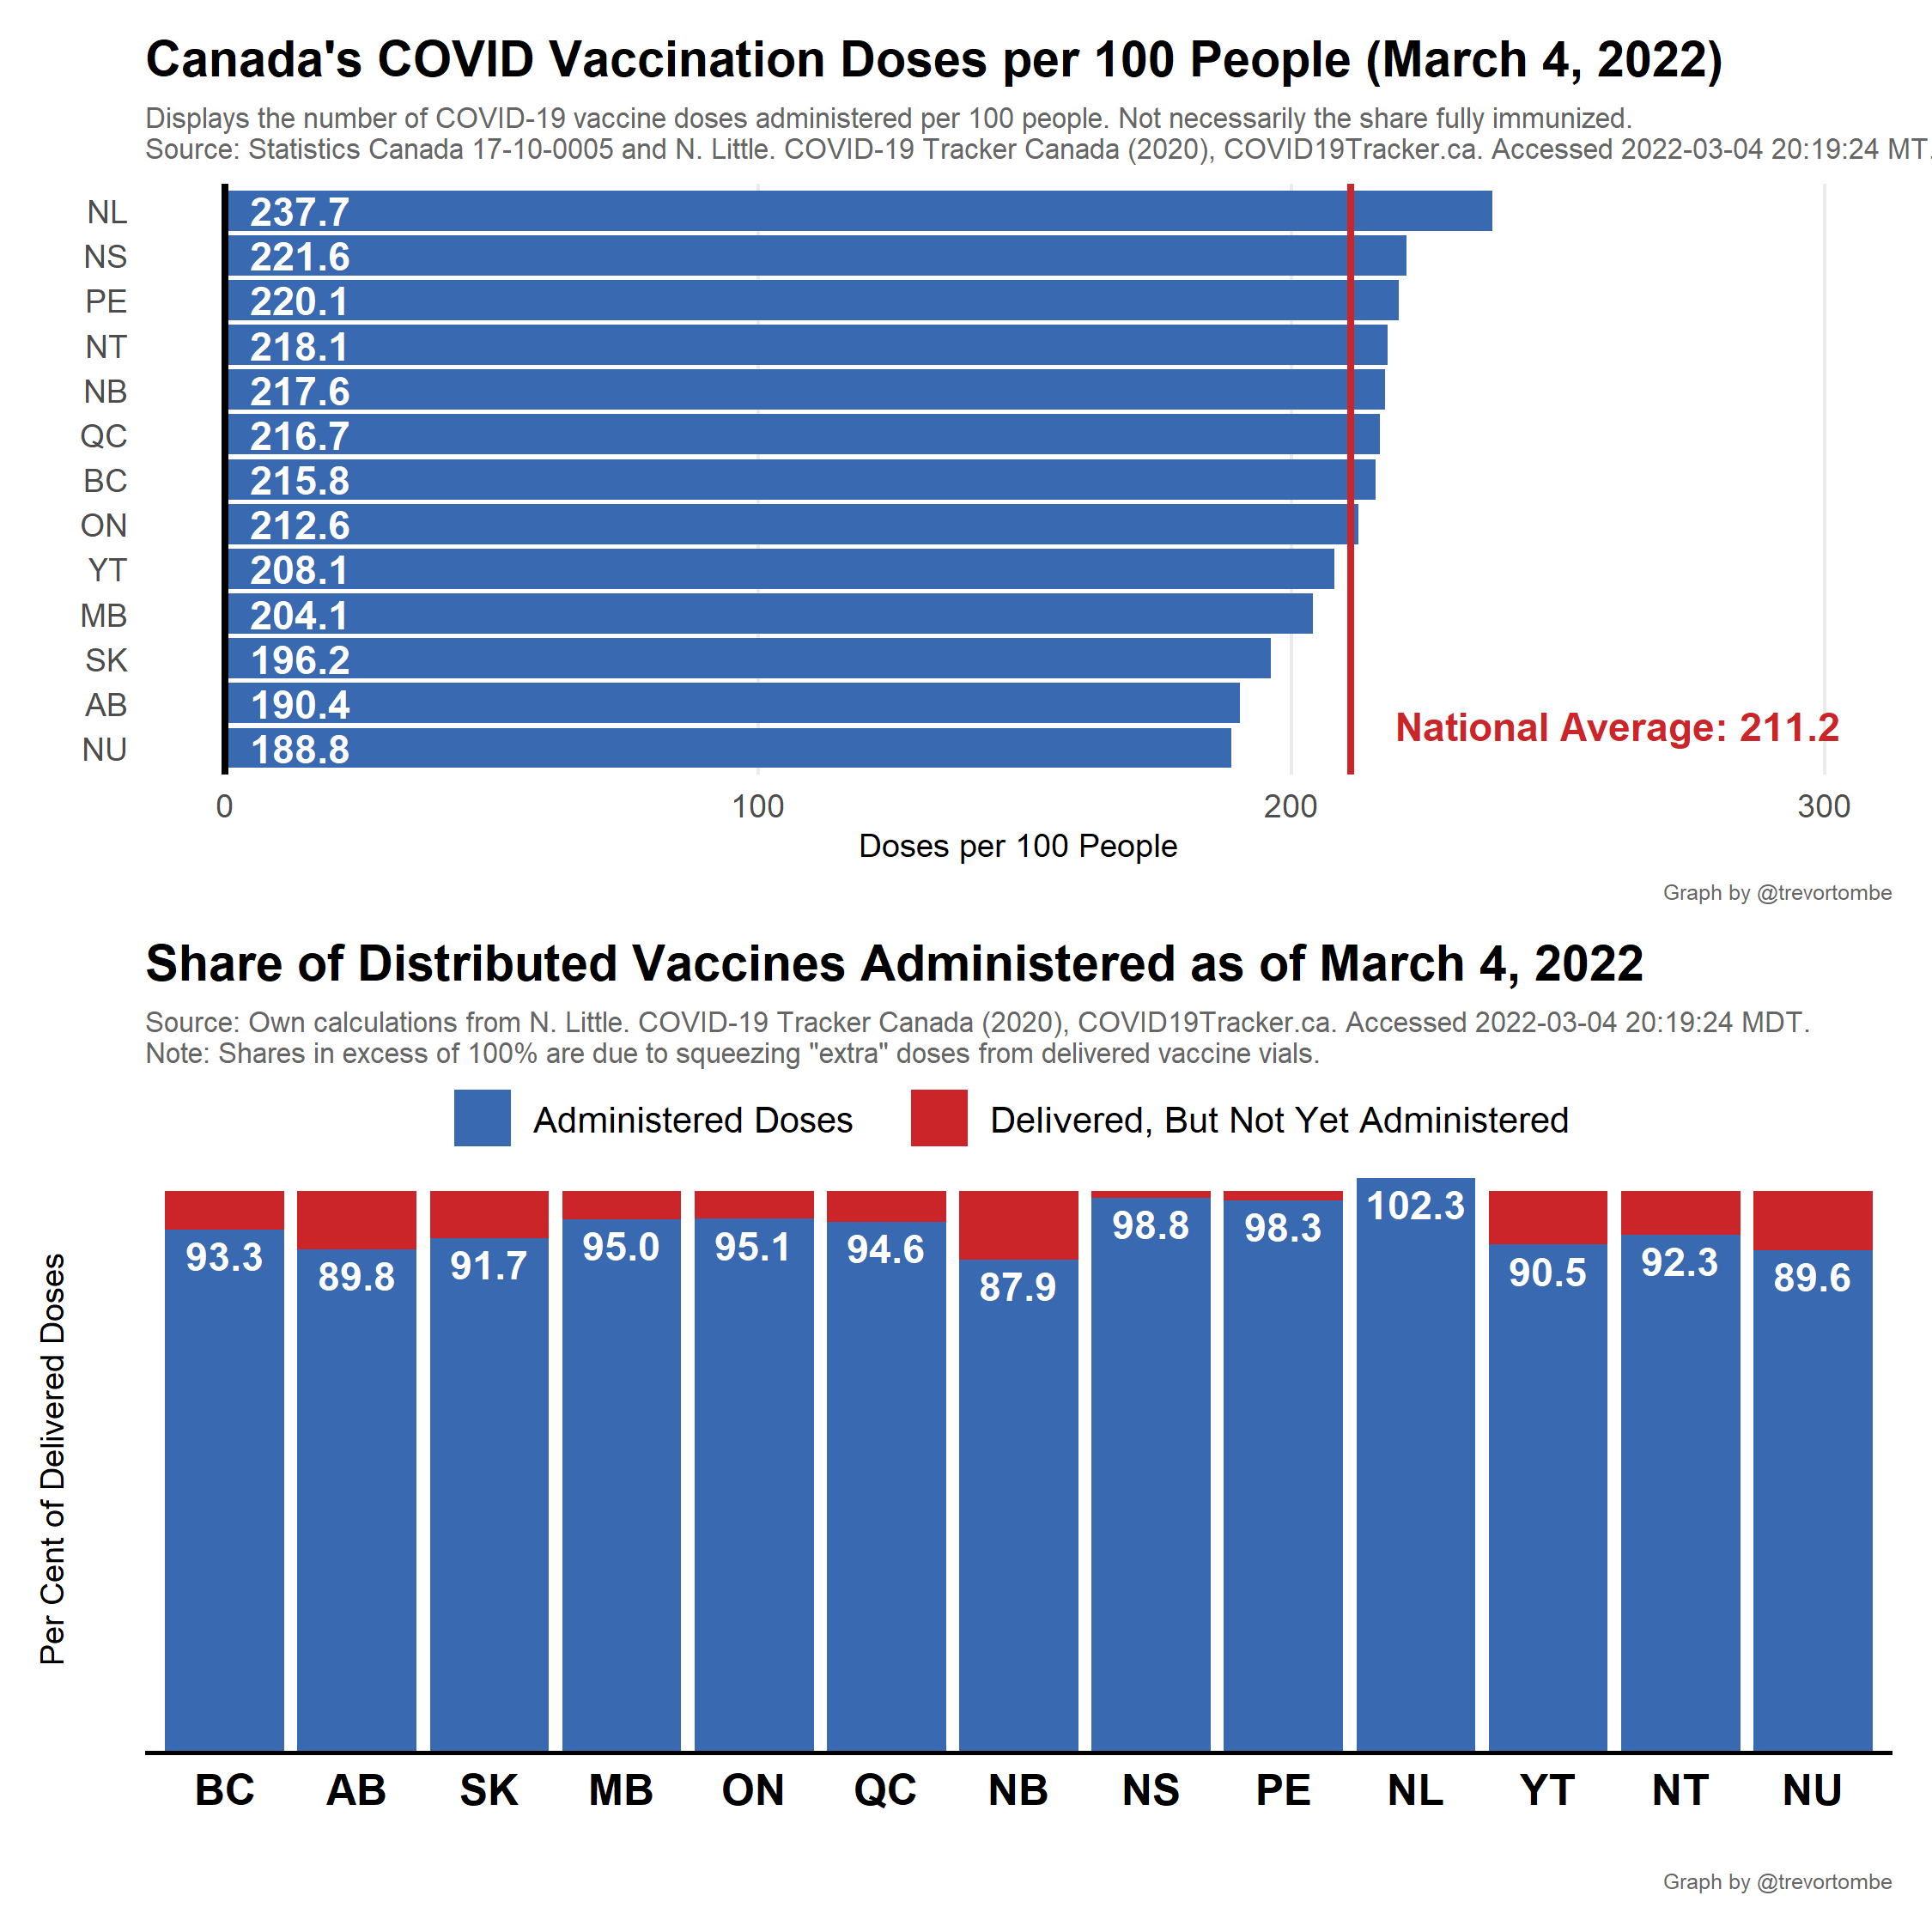 Canada's COVID Vaccination Doses per 100 People (March 4, 2022)
Displays the number of COVID-19 vaccine doses administered per 100 people. Not necessarily the share fully immunized.
Source: Statistics Canada 17-10-0005 and N. Little. COVID-19 Tracker Canada (2020), COVID19Tracker.ca. Accessed 2022-03-04 20:19:24 MT.
NL 237.7
NS 221.6
PE 220.1
NT 218.1
NB 217.6
QC 216.7
BC 215.8
ON 212.6
YT 208.1
MB 204.1
SK 196.2
AB 190.4
National Average: 211.2
NU 188.8
0 100 200 300
Doses per 100 People
Graph by @trevortombe
Share of Distributed Vaccines Administered as of March 4, 2022
Source: Own calculations from N. Little. COVID-19 Tracker Canada (2020), COVID19Tracker.ca. Accessed 2022-03-04 20:19:24 MDT.
Note: Shares in excess of 100% are due to squeezing "extra" doses from delivered vaccine vials.
Administered Doses Delivered, But Not Yet Administered
Per Cent of Delivered Doses
93.3 89.8 91.7 95.0 95.1 94.6 87.9 98.8 98.3 102.3 90.5 92.3 89.6
BC AB SK MB ON QC NB NS PE NL YT NT NU
Graph by @trevortombe